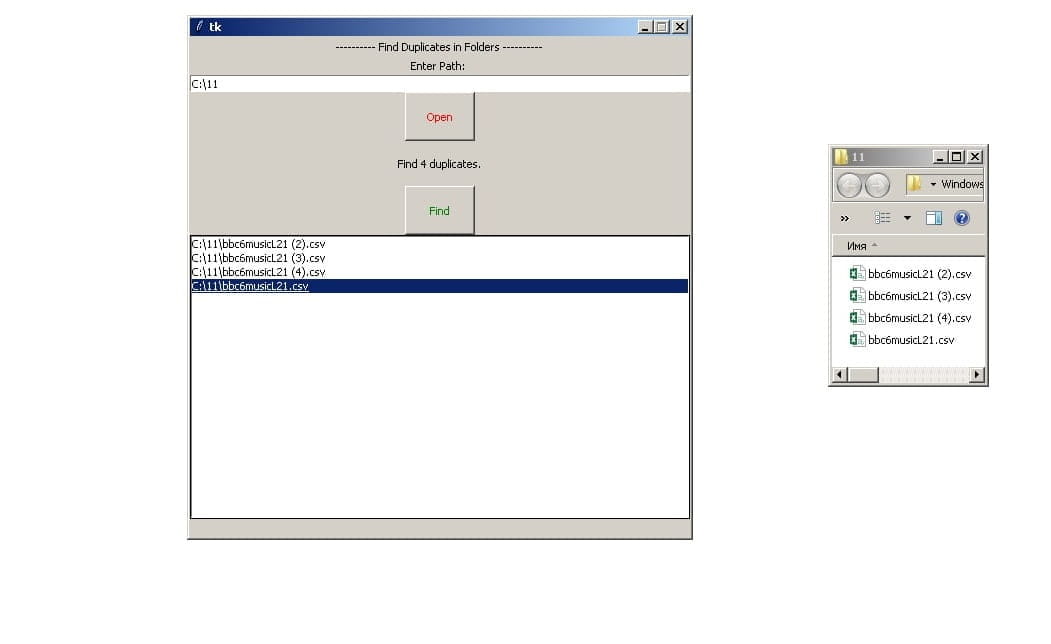 tk
---------- Find Duplicates in Folders ----------
Enter Path:
C:\11
Open
Find 4 duplicates.
Find
C:\11\bbc6musicL21 (2).csv
C:\11\bbc6musicL21 (3).csv
C:\11\bbc6musicL21 (4).csv
C:\11\bbc6musicL21.csv
11
Windows
»
Имя
bbc6musicL21 (2).csv
bbc6musicL21 (3).csv
bbc6musicL21 (4).csv
bbc6musicL21.csv